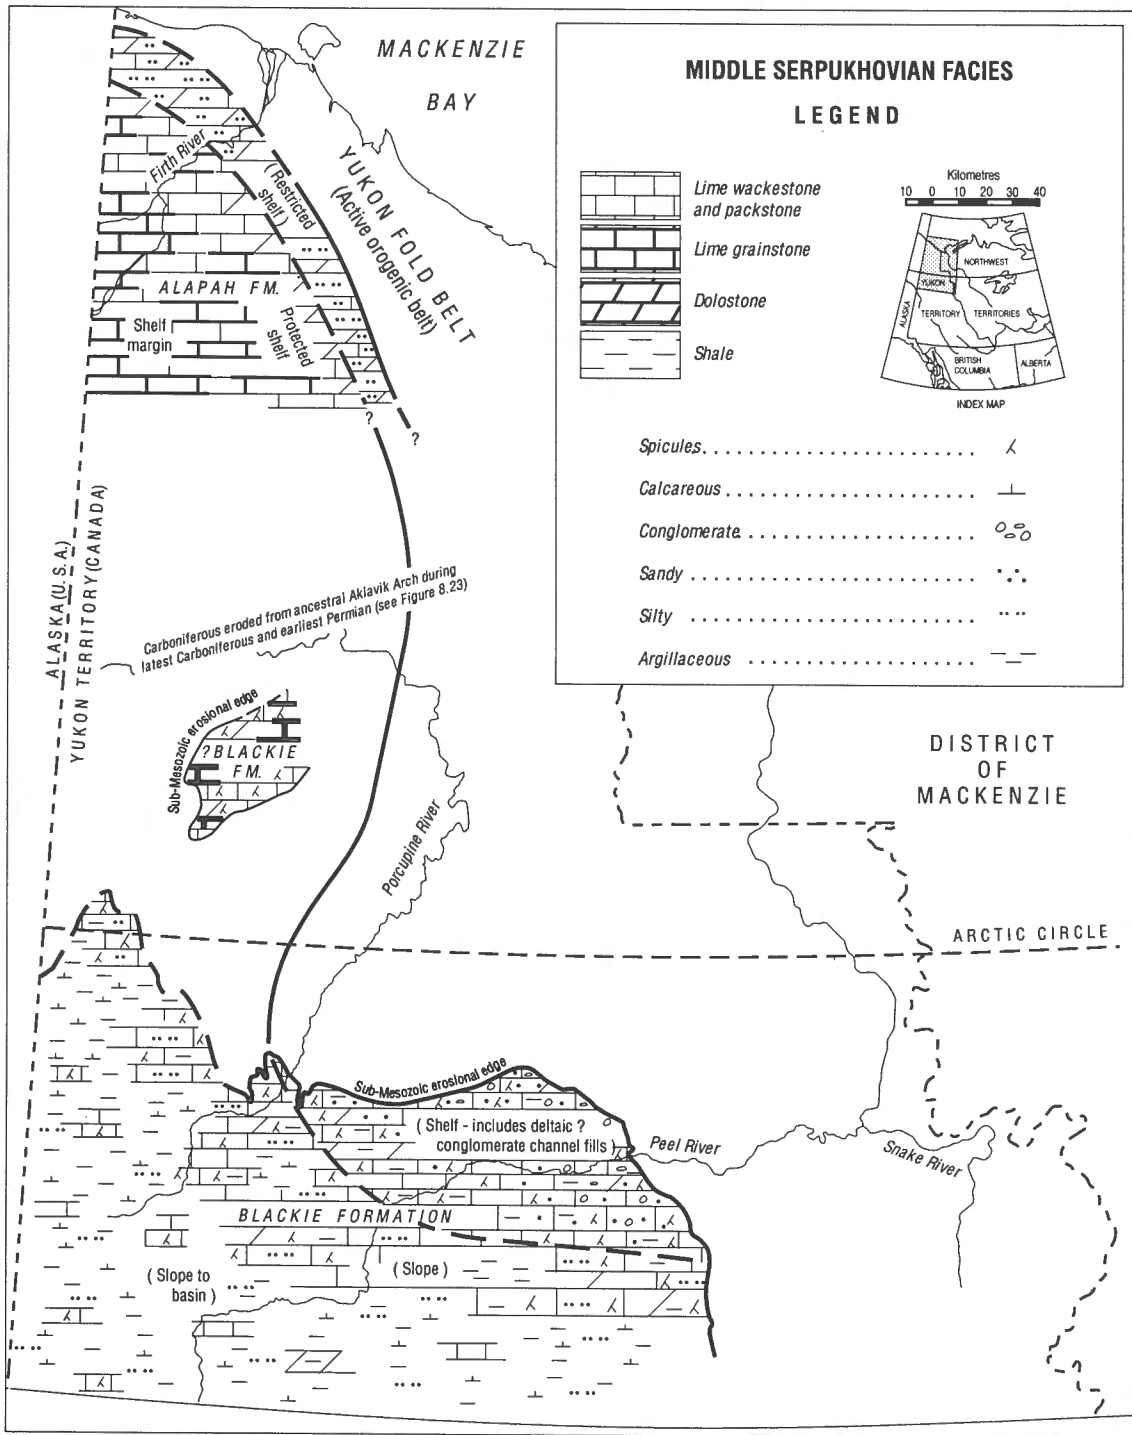 MACKENZIE
BAY
MIDDLE SERPUKHOVIAN FACIES
LEGEND
Lime wackestone
and packstone
Lime grainstone
Dolostone
Shale
Kilometres
10 0 10 20 30 40
NORTHWEST
YUKON
ALASKA
TERRITORY
TERRITORIES
BRITISH
COLUMBIA
ALBERTA
INDEX MAP
Spicules
Calcareous
Conglomerate
Sandy
Silty
Argillaceous
Firth River
(Restricted
shelf)
YUKON FOLD BELT
(Active orogenic belt)
ALAPAH FM.
Shelf
margin
Protected
shelf
?
?
ALASKA (U.S.A.)
YUKON TERRITORY (CANADA)
Carboniferous eroded from ancestral Aklavik Arch during
latest Carboniferous and earliest Permian (see Figure 8.23)
Sub-Mesozoic erosional edge
?BLACKIE
FM.
Porcupine River
DISTRICT
OF
MACKENZIE
ARCTIC CIRCLE
Sub-Mesozoic erosional edge
(Shelf - includes deltaic ?
conglomerate channel fills)
Peel River
Snake River
BLACKIE FORMATION
(Slope)
(Slope to
basin)